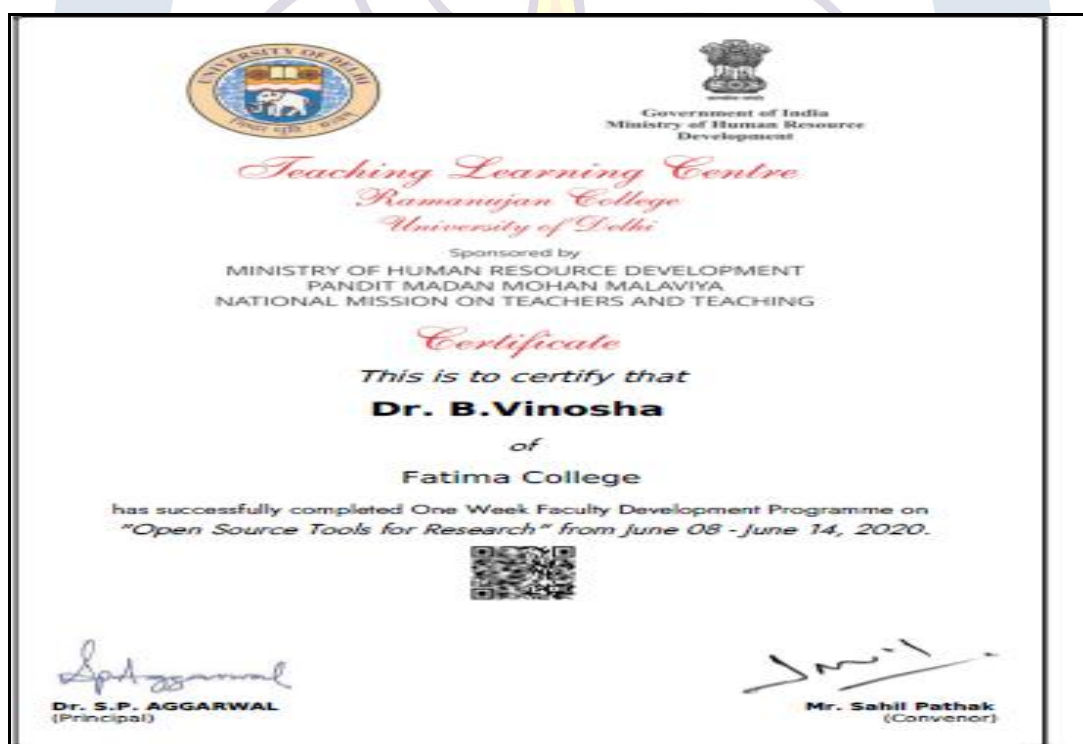 UNIVERSITY OF DELHI
Government of India
Ministry of Human Resource
Development
Teaching Learning Centre
Ramanujan College
University of Delhi
Sponsored by
MINISTRY OF HUMAN RESOURCE DEVELOPMENT
PANDIT MADAN MOHAN MALAVIYA
NATIONAL MISSION ON TEACHERS AND TEACHING
Certificate
This is to certify that
Dr. B.Vinosha
of
Fatima College
has successfully completed One Week Faculty Development Programme on
"Open Source Tools for Research" from June 08 - June 14, 2020.
Dr. S.P. AGGARWAL
(Principal)
Mr. Sahil Pathak
(Convenor)